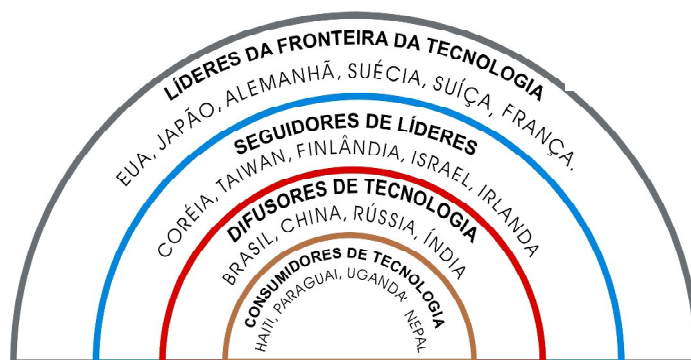 LÍDERES DA FRONTEIRA DA TECNOLOGIA
EUA, JAPÃO, ALEMANHÃ, SUÉCIA, SUÍÇA, FRANÇA.
SEGUIDORES DE LÍDERES
CORÉIA, TAIWAN, FINLÂNDIA, ISRAEL, IRLANDA
DIFUSORES DE TECNOLOGIA
BRASIL, CHINA, RÚSSIA, ÍNDIA
CONSUMIDORES DE TECNOLOGIA
HAITI, PARAGUAI, UGANDA' NEPAL